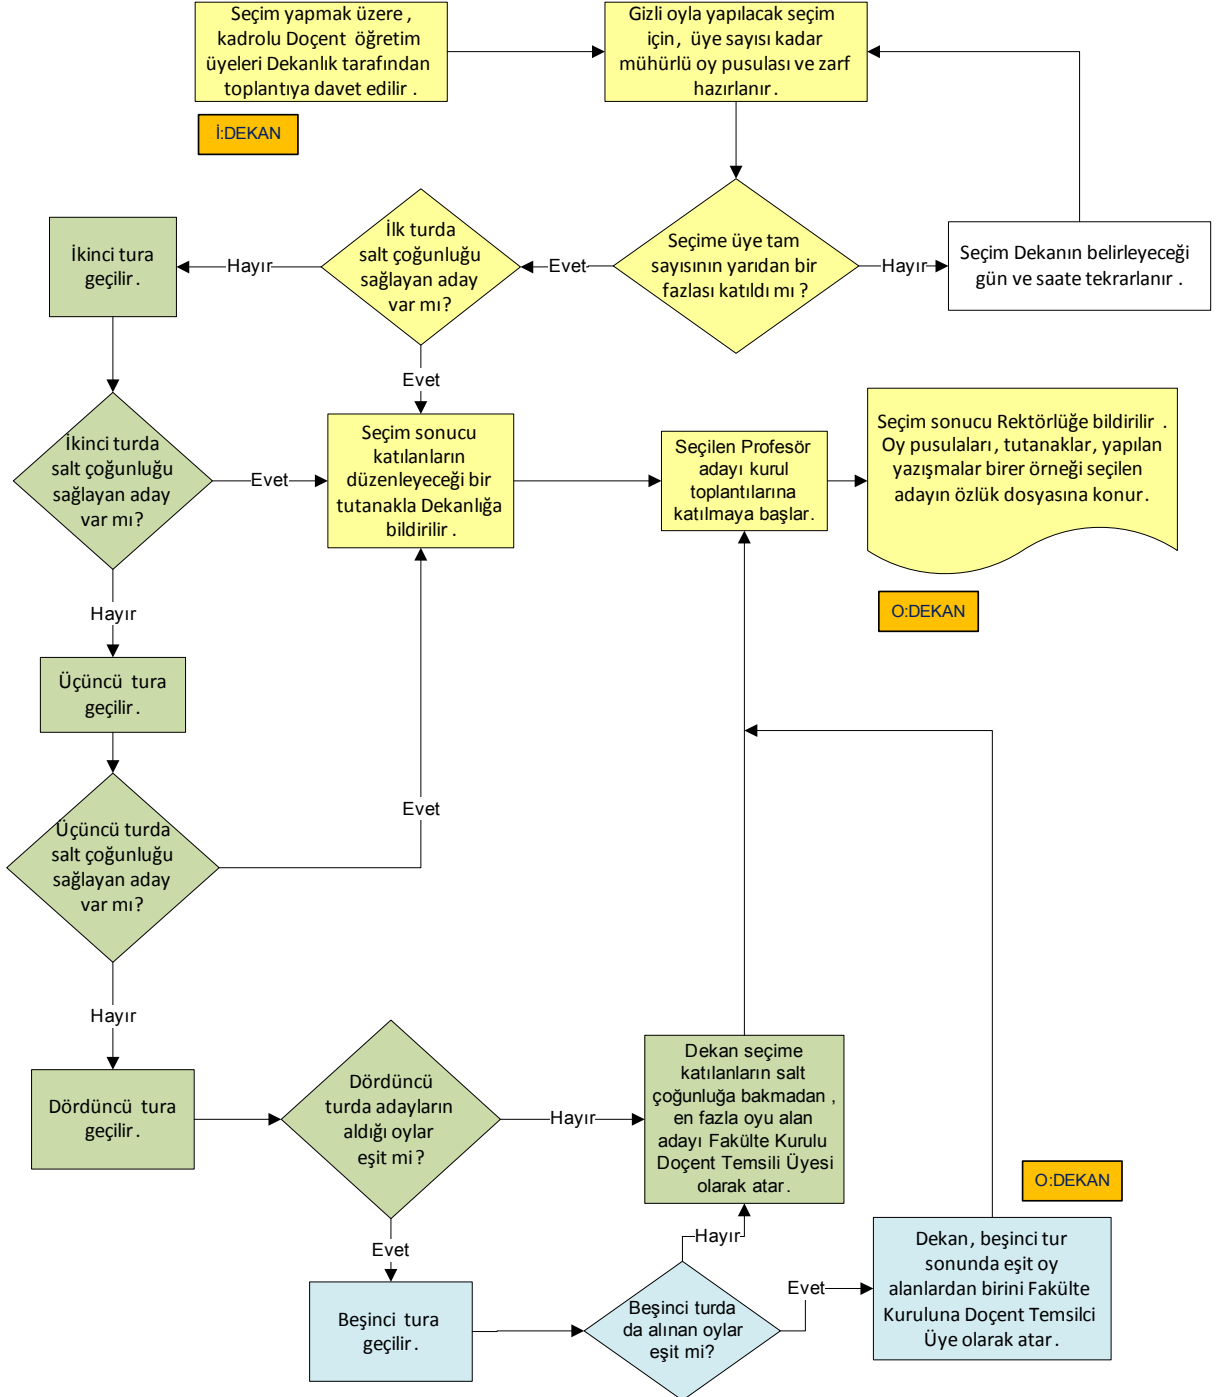 Seçim yapmak üzere ,
kadrolu Doçent öğretim
üyeleri Dekanlık tarafından
toplantıya davet edilir .
Gizli oyla yapılacak seçim
için, üye sayısı kadar
mühürlü oy pusulası ve zarf
hazırlanır .
İ:DEKAN
İkinci tura
geçilir .
Hayır
İlk turda
salt çoğunluğu
sağlayan aday
var mı?
Evet
Seçime üye tam
sayısının yarıdan bir
fazlası katıldı mı ?
Hayır
Seçim Dekanın belirleyeceği
gün ve saate tekrarlanır .
Evet
İkinci turda
salt çoğunluğu
sağlayan aday
var mı?
Evet
Seçim sonucu
katılanların
düzenleyeceği bir
tutanakla Dekanlığa
bildirilir .
Seçilen Profesör
adayı kurul
toplantılarına
katılmaya başlar.
Seçim sonucu Rektörlüğe bildirilir .
Oy pusulaları, tutanaklar, yapılan
yazışmalar birer örneği seçilen
adayın özlük dosyasına konur.
O:DEKAN
Hayır
Üçüncü tura
geçilir .
Üçüncü turda
salt çoğunluğu
sağlayan aday
var mı?
Evet
Hayır
Dördüncü tura
geçilir .
Dördüncü
turda adayların
aldığı oylar
eşit mi ?
Hayır
Dekan seçime
katılanların salt
çoğunluğa bakmadan ,
en fazla oyu alan
adayı Fakülte Kurulu
Doçent Temsili Üyesi
olarak atar .
O:DEKAN
Evet
Beşinci tura
geçilir .
Beşinci turda
da alınan oylar
eşit mi?
Hayır
Evet
Dekan , beşinci tur
sonunda eşit oy
alanlardan birini Fakülte
Kuruluna Doçent Temsilci
Üye olarak atar .